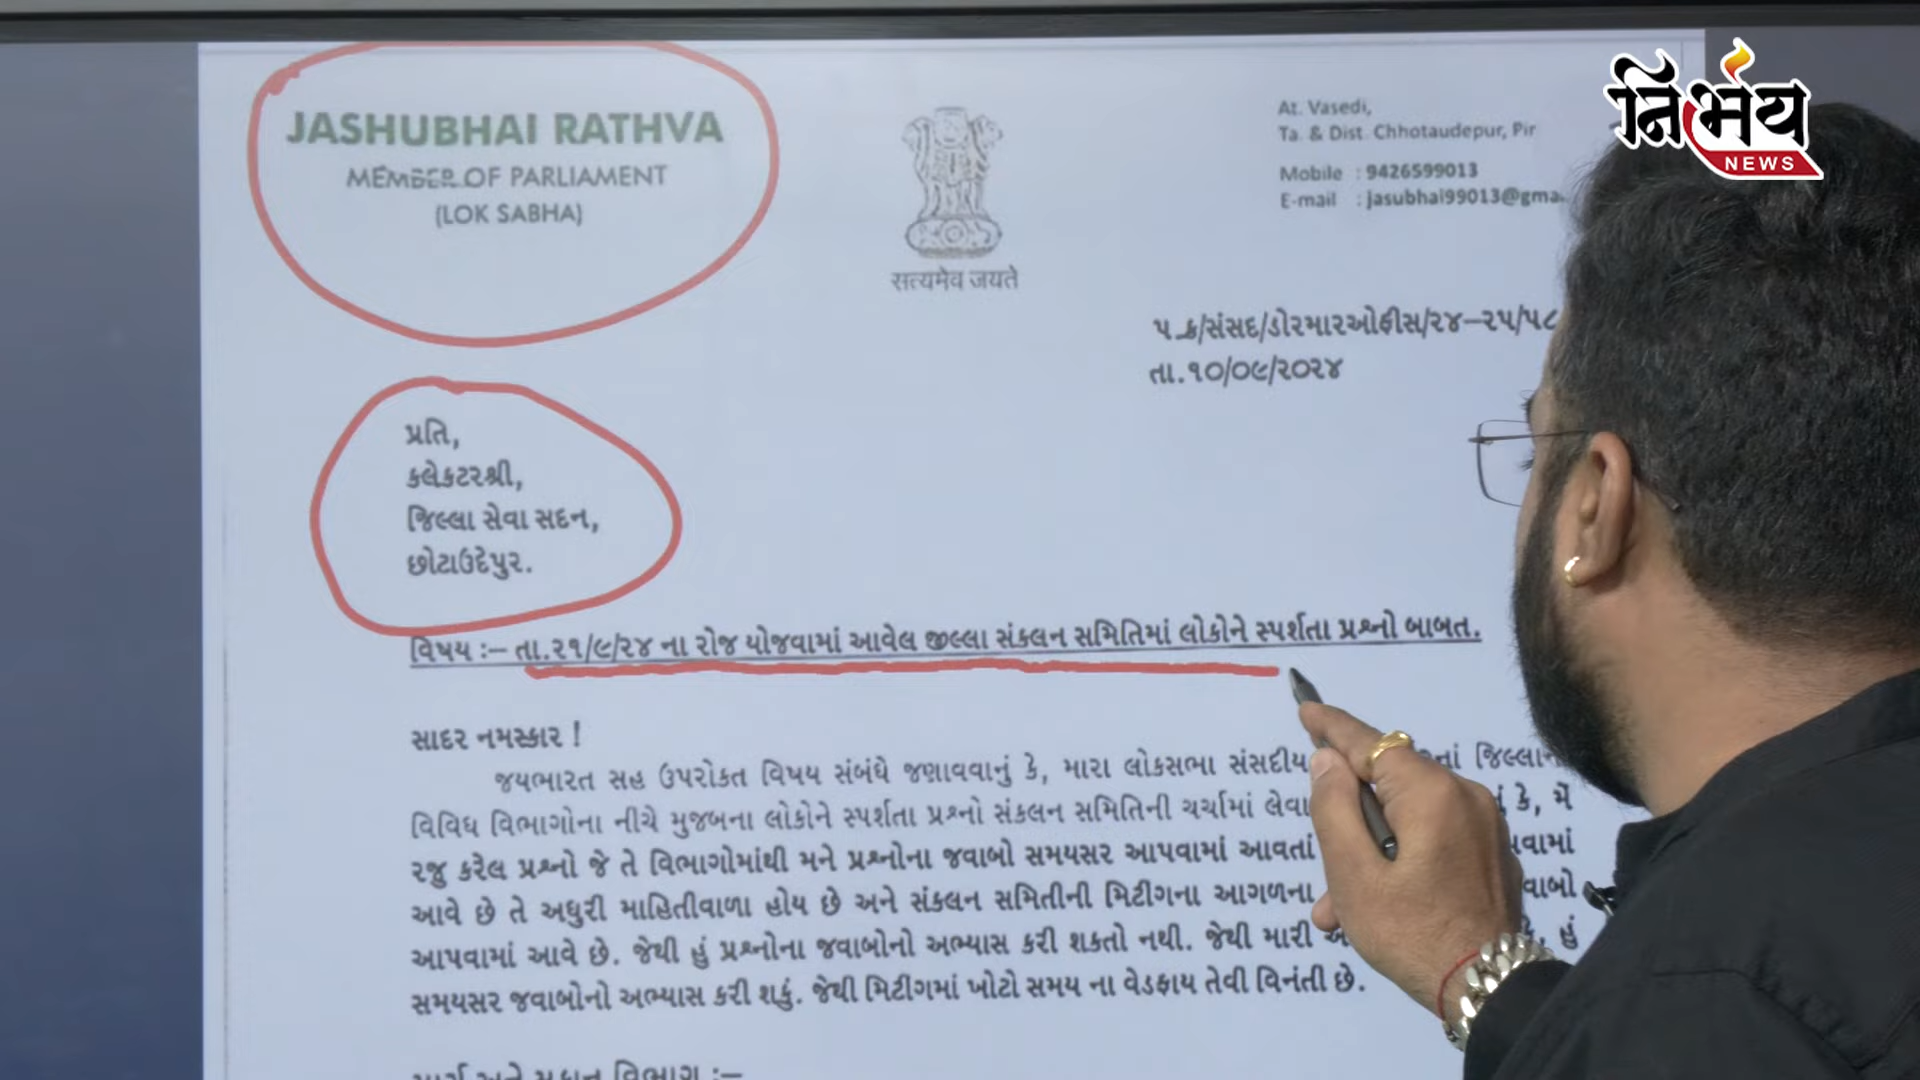 નિર્ભય
NEWS
JASHUBHAI RATHVA
MEMBER OF PARLIAMENT
(LOK SABHA)
सत्यमेव जयते
At. Vasedi,
Ta. & Dist. Chhotaudepur, Pin
Mobile : 9426599013
E-mail : jasubhai99013@gma
પ.ક્ર/સંસદ/ડોરમારઓફીસ/૨૪–૨૫/૫૮
તા.૧૦/૦૯/૨૦૨૪
પ્રતિ,
કલેકટરશ્રી,
જિલ્લા સેવા સદન,
છોટાઉદેપુર.
વિષય :– તા.૨૧/૯/૨૪ ના રોજ યોજવામાં આવેલ જીલ્લા સંકલન સમિતિમાં લોકોને સ્પર્શતા પ્રશ્નો બાબત.
સાદર નમસ્કાર !
જયભારત સહ ઉપરોકત વિષય સંબંધે જણાવવાનું કે, મારા લોકસભા સંસદીય
વિવિધ વિભાગોના નીચે મુજબના લોકોને સ્પર્શતા પ્રશ્નો સંકલન સમિતિની ચર્ચામાં લેવા કે, મેં
રજુ કરેલ પ્રશ્નો જે તે વિભાગોમાંથી મને પ્રશ્નોના જવાબો સમયસર આપવામાં આવતાં
આવે છે તે અધુરી માહિતીવાળા હોય છે અને સંકલન સમિતીની મિટીંગના આગળના
આપવામાં આવે છે. જેથી હું પ્રશ્નોના જવાબોનો અભ્યાસ કરી શકતો નથી. જેથી મારી હું
સમયસર જવાબોનો અભ્યાસ કરી શકું. જેથી મિટીંગમાં ખોટો સમય ના વેડફાય તેવી વિનંતી છે.
માર્ગ અને મકાન વિભાગ :–